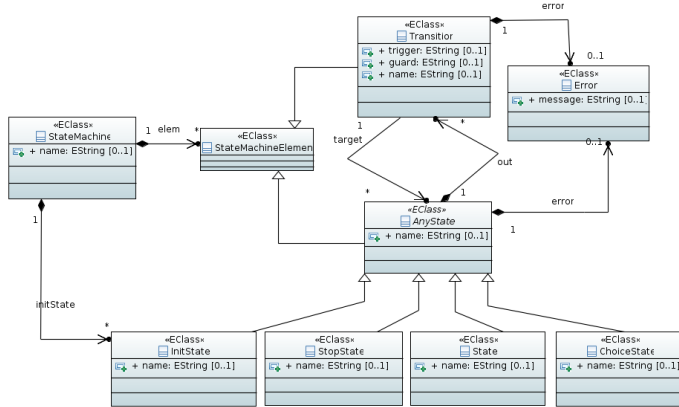 error
«EClass»
Transition
1
+ trigger: EString [0..1]
+ guard: EString [0..1]
+ name: EString [0..1]
0..1
«EClass»
Error
+ message: EString [0..1]
«EClass»
StateMachine
+ name: EString [0..1]
1 elem *
«EClass»
StateMachineElemen
1
*
target
0..1
out
*
1
«EClass»
AnyState
+ name: EString [0..1]
error
1
1
initState
*
«EClass»
InitState
+ name: EString [0..1]
«EClass»
StopState
+ name: EString [0..1]
«EClass»
State
+ name: EString [0..1]
«EClass»
ChoiceState
+ name: EString [0..1]